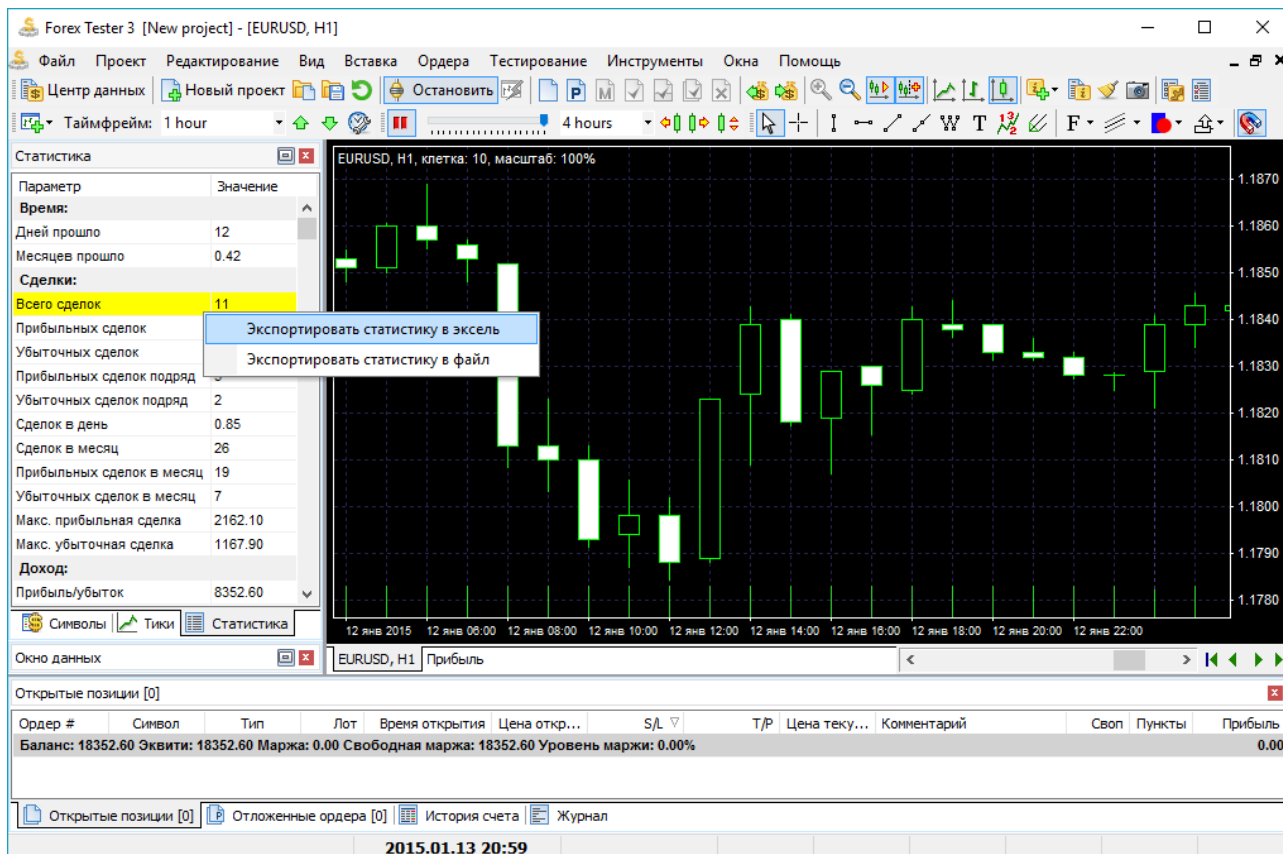 Forex Tester 3 [New project] - [EURUSD, H1]
Файл Проект Редактирование Вид Вставка Ордера Тестирование Инструменты Окна Помощь
Центр данных Новый проект Остановить
Таймфрейм: 1 hour 4 hours
Статистика
Параметр Значение
Время:
Дней прошло 12
Месяцев прошло 0.42
Сделки:
Всего сделок 11
Прибыльных сделок
Убыточных сделок
Прибыльных сделок подряд
Убыточных сделок подряд 2
Сделок в день 0.85
Сделок в месяц 26
Прибыльных сделок в месяц 19
Убыточных сделок в месяц 7
Макс. прибыльная сделка 2162.10
Макс. убыточная сделка 1167.90
Доход:
Прибыль/убыток 8352.60
Экспортировать статистику в эксель
Экспортировать статистику в файл
Символы Тики Статистика
Окно данных
EURUSD, H1, клетка: 10, масштаб: 100%
1.1870
1.1860
1.1850
1.1840
1.1830
1.1820
1.1810
1.1800
1.1790
1.1780
12 янв 2015 12 янв 06:00 12 янв 08:00 12 янв 10:00 12 янв 12:00 12 янв 14:00 12 янв 16:00 12 янв 18:00 12 янв 20:00 12 янв 22:00
EURUSD, H1 Прибыль
Открытые позиции [0]
Ордер # Символ Тип Лот Время открытия Цена откр... S/L T/P Цена теку... Комментарий Своп Пункты Прибыль
Баланс: 18352.60 Эквити: 18352.60 Маржа: 0.00 Свободная маржа: 18352.60 Уровень маржи: 0.00% 0.00
Открытые позиции [0] Отложенные ордера [0] История счета Журнал
2015.01.13 20:59